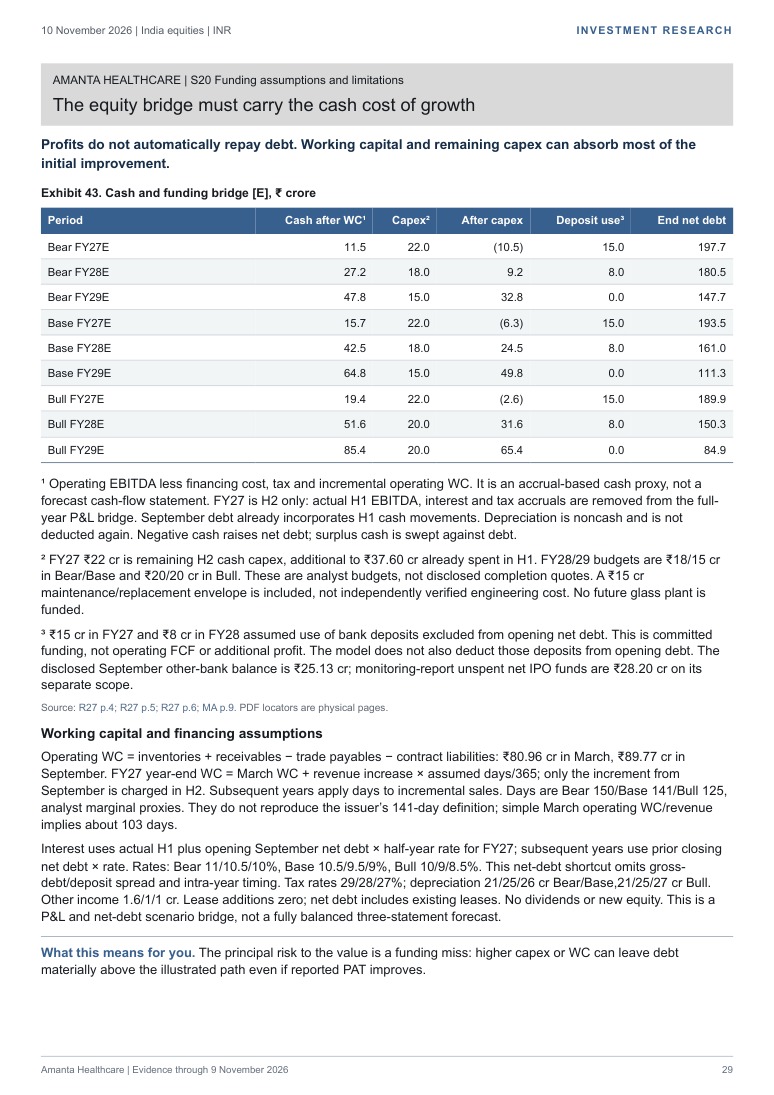 10 November 2026 | India equities | INR
INVESTMENT RESEARCH
AMANTA HEALTHCARE | S20 Funding assumptions and limitations
The equity bridge must carry the cash cost of growth
Profits do not automatically repay debt. Working capital and remaining capex can absorb most of the
initial improvement.
Exhibit 43. Cash and funding bridge [E], ₹ crore
Period Cash after WC¹ Capex² After capex Deposit use³ End net debt
Bear FY27E 11.5 22.0 (10.5) 15.0 197.7
Bear FY28E 27.2 18.0 9.2 8.0 180.5
Bear FY29E 47.8 15.0 32.8 0.0 147.7
Base FY27E 15.7 22.0 (6.3) 15.0 193.5
Base FY28E 42.5 18.0 24.5 8.0 161.0
Base FY29E 64.8 15.0 49.8 0.0 111.3
Bull FY27E 19.4 22.0 (2.6) 15.0 189.9
Bull FY28E 51.6 20.0 31.6 8.0 150.3
Bull FY29E 85.4 20.0 65.4 0.0 84.9
¹ Operating EBITDA less financing cost, tax and incremental operating WC. It is an accrual-based cash proxy, not a
forecast cash-flow statement. FY27 is H2 only: actual H1 EBITDA, interest and tax accruals are removed from the full-
year P&L bridge. September debt already incorporates H1 cash movements. Depreciation is noncash and is not
deducted again. Negative cash raises net debt; surplus cash is swept against debt.
² FY27 ₹22 cr is remaining H2 cash capex, additional to ₹37.60 cr already spent in H1. FY28/29 budgets are ₹18/15 cr
in Bear/Base and ₹20/20 cr in Bull. These are analyst budgets, not disclosed completion quotes. A ₹15 cr
maintenance/replacement envelope is included, not independently verified engineering cost. No future glass plant is
funded.
³ ₹15 cr in FY27 and ₹8 cr in FY28 assumed use of bank deposits excluded from opening net debt. This is committed
funding, not operating FCF or additional profit. The model does not also deduct those deposits from opening debt. The
disclosed September other-bank balance is ₹25.13 cr; monitoring-report unspent net IPO funds are ₹28.20 cr on its
separate scope.
Source: R27 p.4; R27 p.5; R27 p.6; MA p.9. PDF locators are physical pages.
Working capital and financing assumptions
Operating WC = inventories + receivables − trade payables − contract liabilities: ₹80.96 cr in March, ₹89.77 cr in
September. FY27 year-end WC = March WC + revenue increase × assumed days/365; only the increment from
September is charged in H2. Subsequent years apply days to incremental sales. Days are Bear 150/Base 141/Bull 125,
analyst marginal proxies. They do not reproduce the issuer's 141-day definition; simple March operating WC/revenue
implies about 103 days.
Interest uses actual H1 plus opening September net debt × half-year rate for FY27; subsequent years use prior closing
net debt × rate. Rates: Bear 11/10.5/10%, Base 10.5/9.5/9%, Bull 10/9/8.5%. This net-debt shortcut omits gross-
debt/deposit spread and intra-year timing. Tax rates 29/28/27%; depreciation 21/25/26 cr Bear/Base,21/25/27 cr Bull.
Other income 1.6/1/1 cr. Lease additions zero; net debt includes existing leases. No dividends or new equity. This is a
P&L and net-debt scenario bridge, not a fully balanced three-statement forecast.
What this means for you. The principal risk to the value is a funding miss: higher capex or WC can leave debt
materially above the illustrated path even if reported PAT improves.
Amanta Healthcare | Evidence through 9 November 2026
29